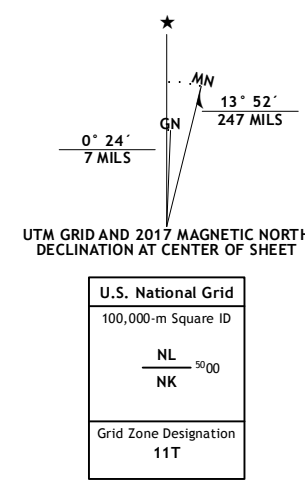 ★
MN
GN
13° 52´
247 MILS
0° 24´
7 MILS
UTM GRID AND 2017 MAGNETIC NORTH
DECLINATION AT CENTER OF SHEET
U.S. National Grid
100,000-m Square ID
NL
5000
NK
Grid Zone Designation
11T